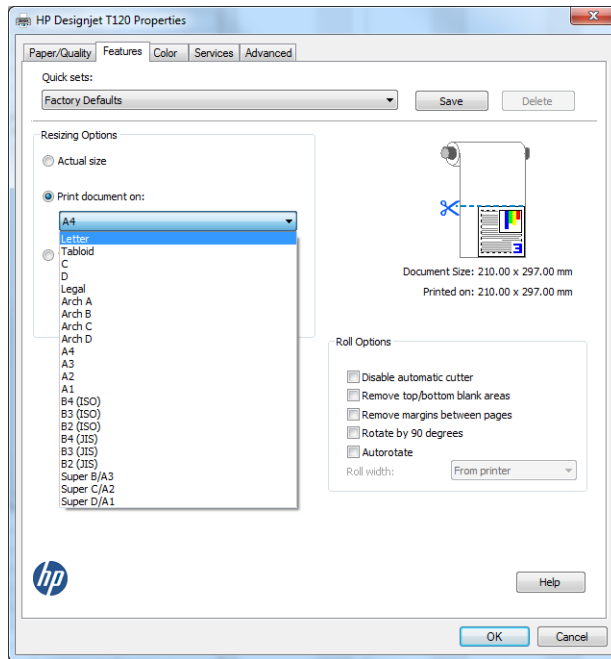 HP Designjet T120 Properties
Paper/Quality Features Color Services Advanced
Quick sets:
Factory Defaults Save Delete
Resizing Options
Actual size
Print document on:
A4
Letter
Tabloid
C
D
Legal
Arch A
Arch B
Arch C
Arch D
A4
A3
A2
A1
B4 (ISO)
B3 (ISO)
B2 (ISO)
B4 (JIS)
B3 (JIS)
B2 (JIS)
Super B/A3
Super C/A2
Super D/A1
3
Document Size: 210.00 x 297.00 mm
Printed on: 210.00 x 297.00 mm
Roll Options
Disable automatic cutter
Remove top/bottom blank areas
Remove margins between pages
Rotate by 90 degrees
Autorotate
Roll width: From printer
hp
Help
OK Cancel